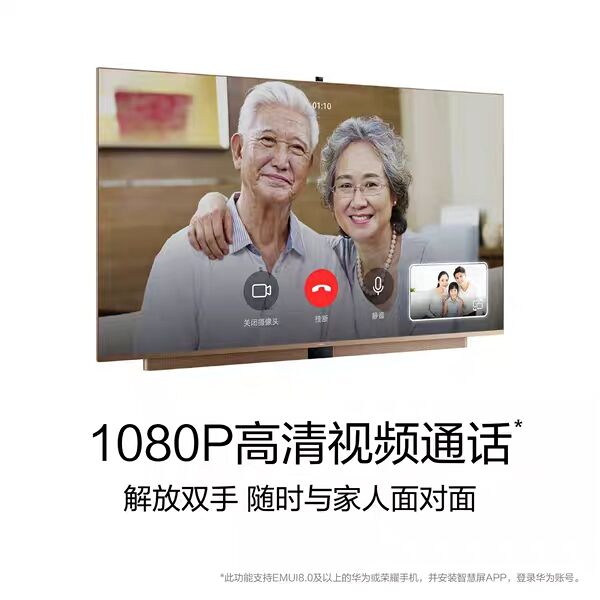 01:10
关闭摄像头
挂断
静音
1080P高清视频通话*
解放双手 随时与家人面对面
*此功能支持EMUI8.0及以上的华为或荣耀手机，并安装智慧屏APP，登录华为账号。